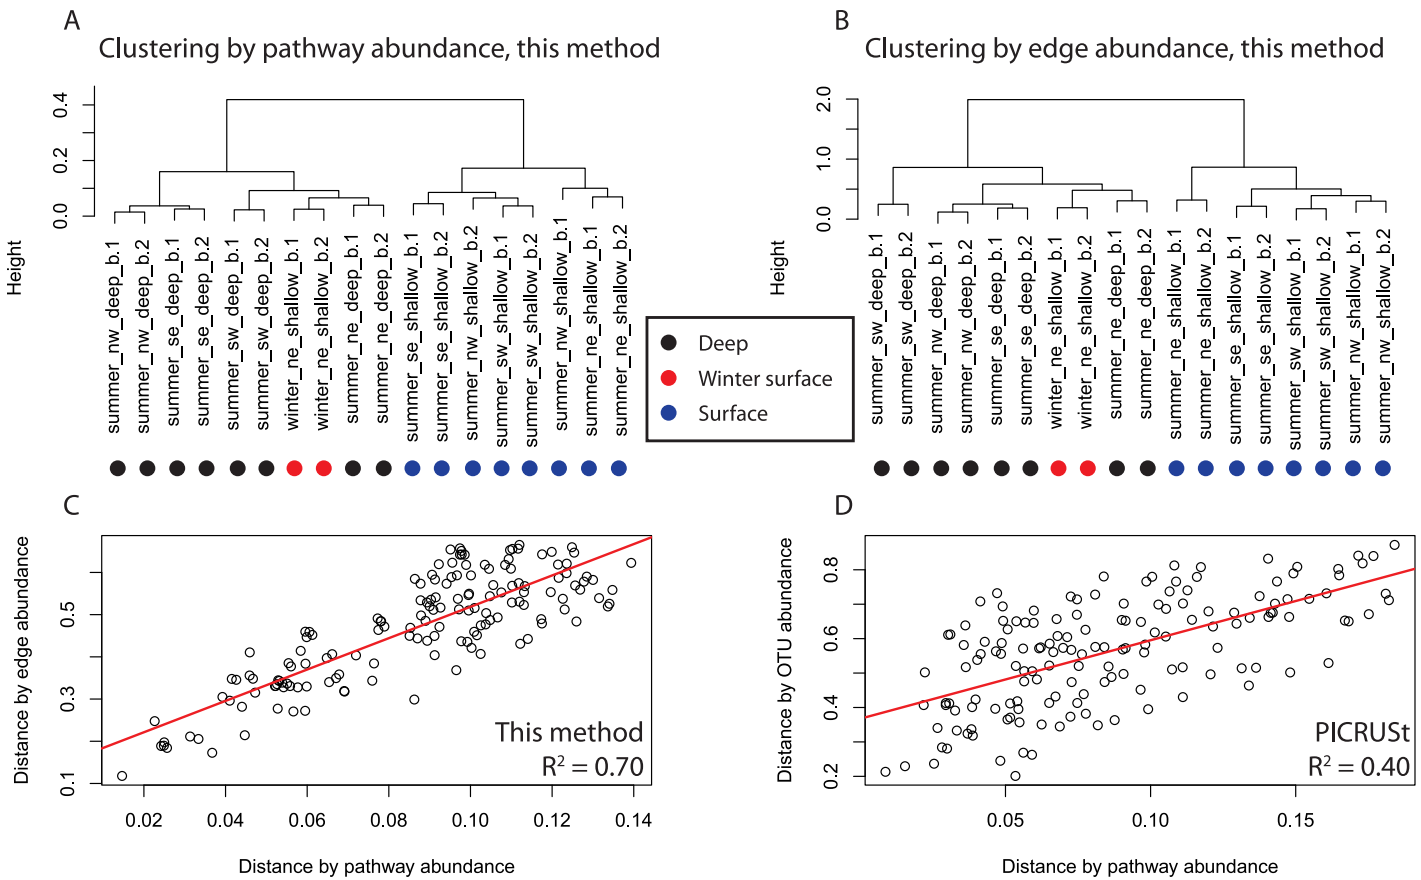 A
Clustering by pathway abundance, this method
Height
0.0
0.2
0.4
summer_nw_deep_b.1
summer_nw_deep_b.2
summer_se_deep_b.1
summer_se_deep_b.2
summer_sw_deep_b.1
summer_sw_deep_b.2
winter_ne_shallow_b.1
winter_ne_shallow_b.2
summer_ne_deep_b.1
summer_ne_deep_b.2
summer_se_shallow_b.1
summer_se_shallow_b.2
summer_nw_shallow_b.2
summer_sw_shallow_b.1
summer_sw_shallow_b.2
summer_nw_shallow_b.1
summer_ne_shallow_b.1
summer_ne_shallow_b.2
B
Clustering by edge abundance, this method
Height
0.0
1.0
2.0
summer_sw_deep_b.1
summer_sw_deep_b.2
summer_nw_deep_b.1
summer_nw_deep_b.2
summer_se_deep_b.1
summer_se_deep_b.2
winter_ne_shallow_b.1
winter_ne_shallow_b.2
summer_ne_deep_b.1
summer_ne_deep_b.2
summer_ne_shallow_b.1
summer_ne_shallow_b.2
summer_se_shallow_b.1
summer_se_shallow_b.2
summer_sw_shallow_b.1
summer_sw_shallow_b.2
summer_nw_shallow_b.1
summer_nw_shallow_b.2
Deep
Winter surface
Surface
C
Distance by edge abundance
0.1
0.3
0.5
This method
R² = 0.70
0.02
0.04
0.06
0.08
0.10
0.12
0.14
Distance by pathway abundance
D
Distance by OTU abundance
0.2
0.4
0.6
0.8
PICRUSt
R² = 0.40
0.05
0.10
0.15
Distance by pathway abundance